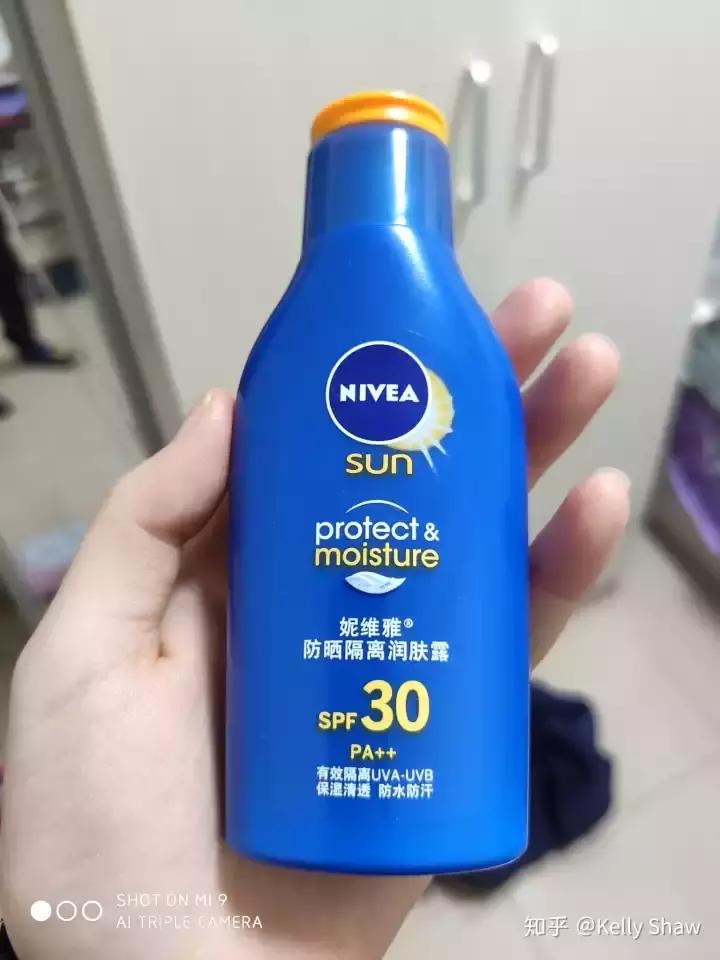 NIVEA
sun
protect &
moisture
妮维雅®
防晒隔离润肤露
SPF 30
PA++
有效隔离UVA-UVB
保湿清透 防水防汗
SHOT ON MI 9
AI TRIPLE CAMERA
知乎 @Kelly Shaw